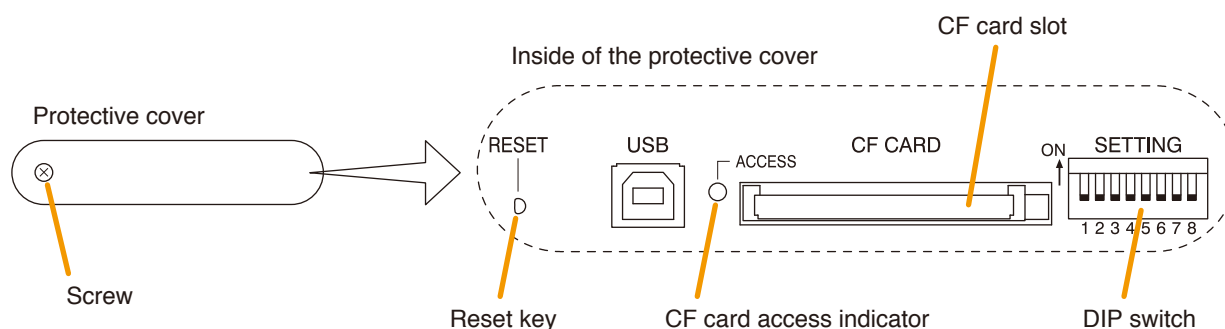 CF card slot
Inside of the protective cover
Protective cover
RESET
USB
ACCESS
CF CARD
ON
SETTING
1 2 3 4 5 6 7 8
Screw
Reset key
CF card access indicator
DIP switch